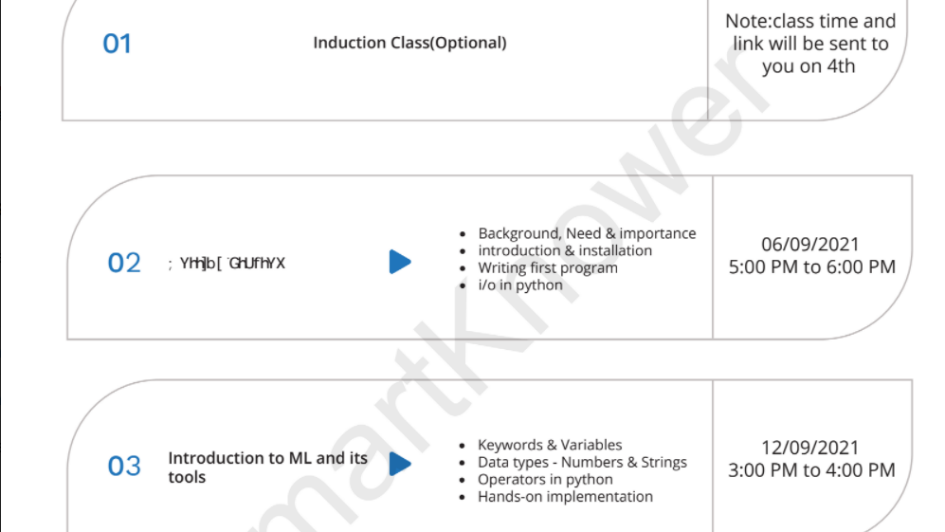 01
Induction Class(Optional)
Note:class time and
link will be sent to
you on 4th
02
• Background, Need & importance
• introduction & installation
• Writing first program
• i/o in python
06/09/2021
5:00 PM to 6:00 PM
03
Introduction to ML and its
tools
• Keywords & Variables
• Data types - Numbers & Strings
• Operators in python
• Hands-on implementation
12/09/2021
3:00 PM to 4:00 PM
martKnower